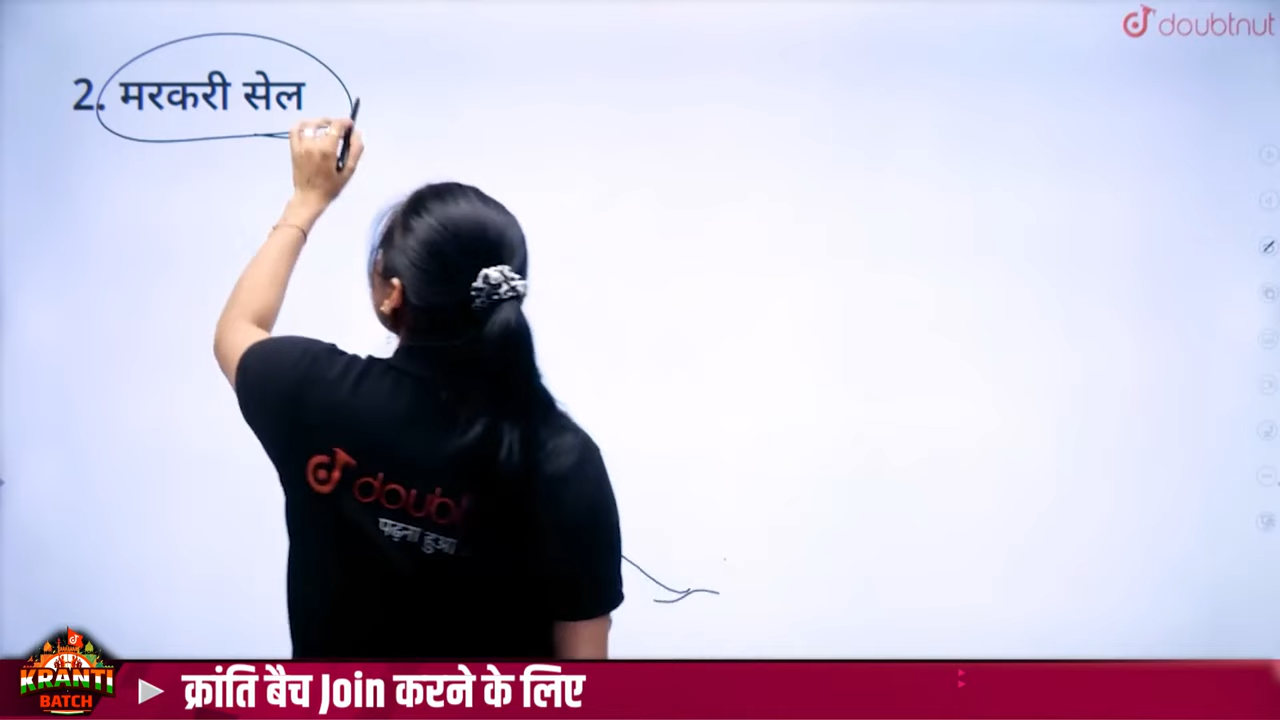 doubtnut
2. मरकरी सेल
doubt
पढ़ना हुआ
KRANTI
BATCH
क्रांति बैच Join करने के लिए